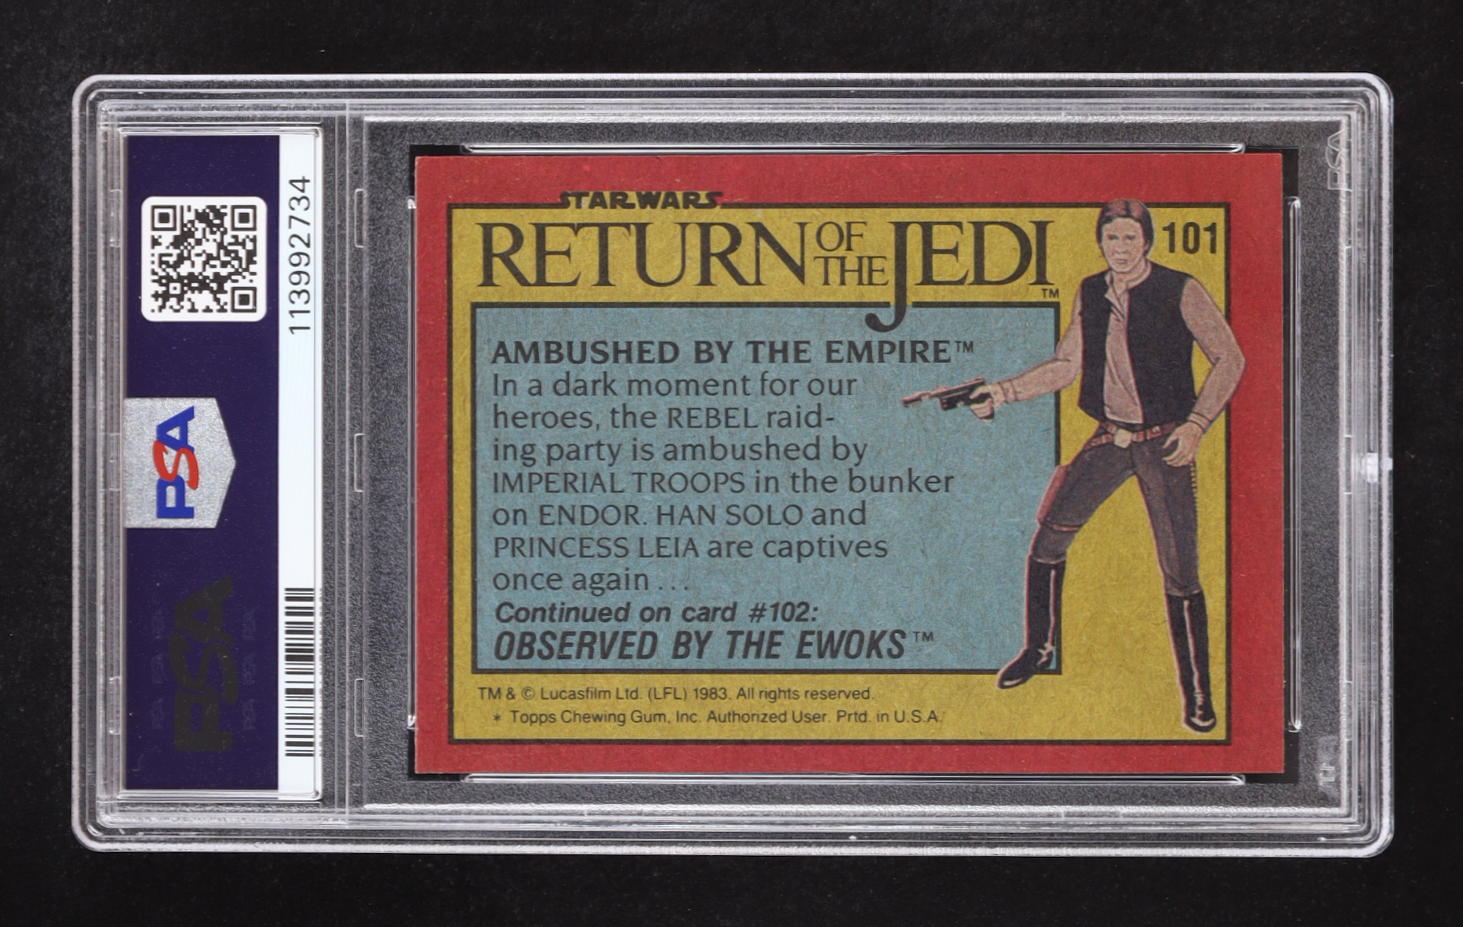 113992734
PSA
PSA
STAR WARS
RETURN OF THE JEDI™
101
AMBUSHED BY THE EMPIRE™
In a dark moment for our
heroes, the REBEL raid-
ing party is ambushed by
IMPERIAL TROOPS in the bunker
on ENDOR. HAN SOLO and
PRINCESS LEIA are captives
once again...
Continued on card #102:
OBSERVED BY THE EWOKS™
TM & © Lucasfilm Ltd. (LFL) 1983. All rights reserved.
* Topps Chewing Gum, Inc. Authorized User. Prtd. in U.S.A.
PSA